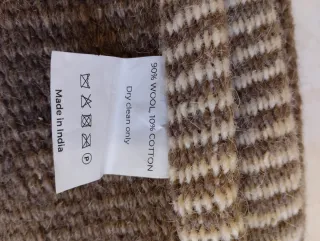 90% WOOL 10% COTTON
Dry clean only
P
Made in India